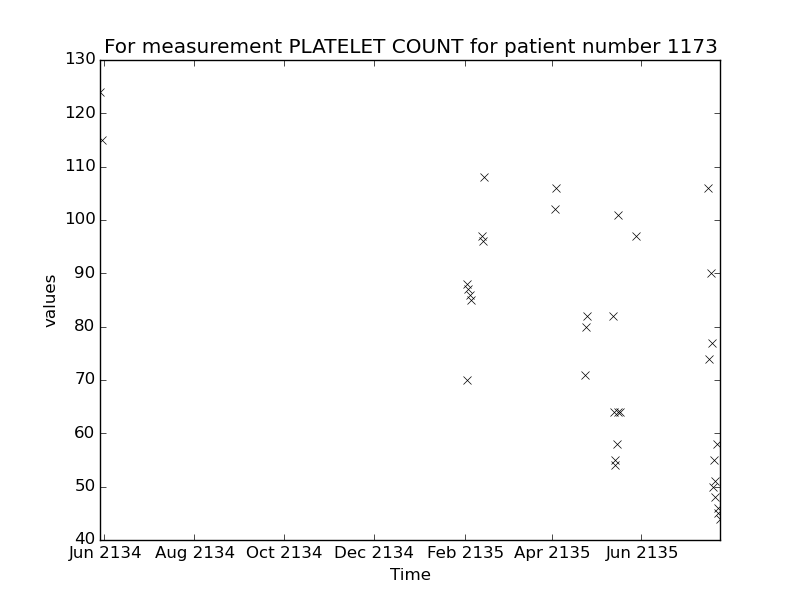 For measurement PLATELET COUNT for patient number 1173
130
120
110
100
90
80
70
60
50
40
values
Jun 2134 Aug 2134 Oct 2134 Dec 2134 Feb 2135 Apr 2135 Jun 2135
Time